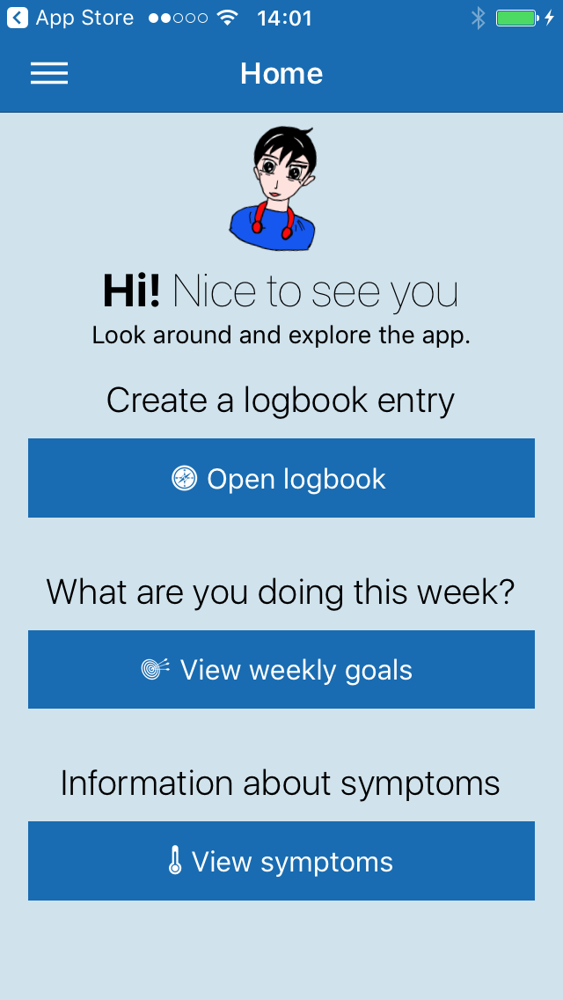 App Store 14:01
Home
Hi! Nice to see you
Look around and explore the app.
Create a logbook entry
Open logbook
What are you doing this week?
View weekly goals
Information about symptoms
View symptoms